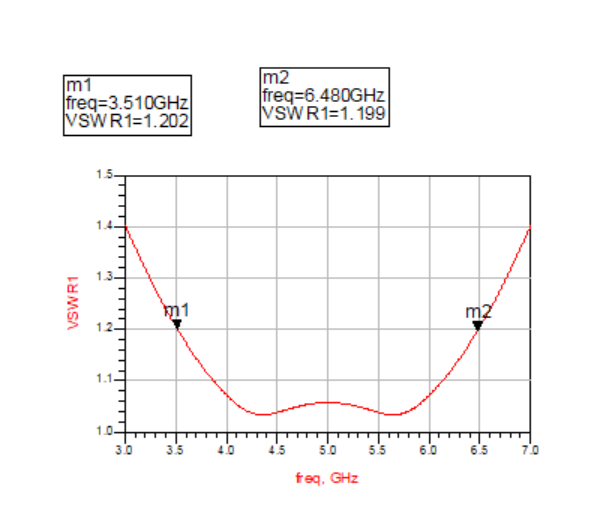 m1
freq=3.510GHz
VSWR1=1.202
m2
freq=6.480GHz
VSWR1=1.199
1.5
1.4
1.3
1.2
1.1
1.0
VSWR1
m1
m2
3.0 3.5 4.0 4.5 5.0 5.5 6.0 6.5 7.0
freq, GHz